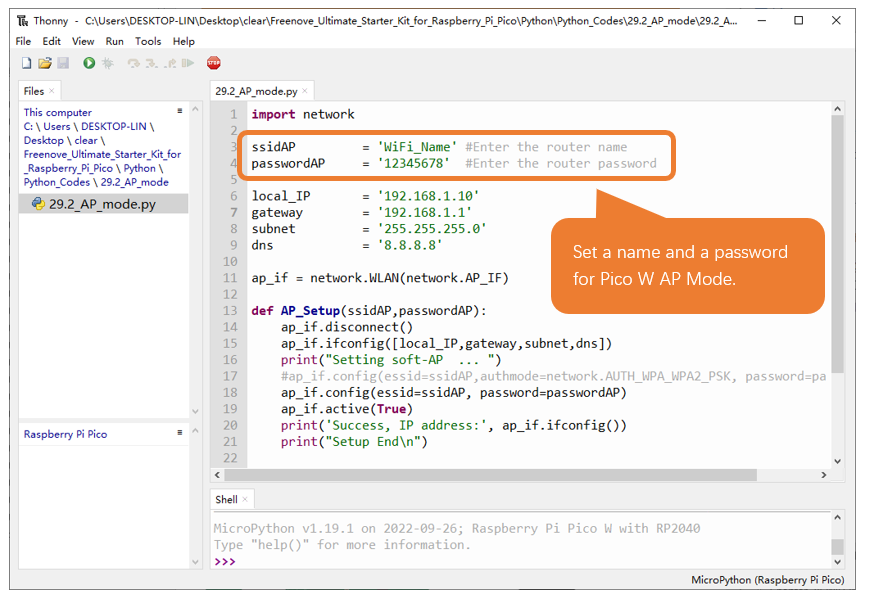 Thonny - C:\Users\DESKTOP-LIN\Desktop\clear\Freenove_Ultimate_Starter_Kit_for_Raspberry_Pi_Pico\Python\Python_Codes\29.2_AP_mode\29.2_A...
File Edit View Run Tools Help
STOP
Files ×
This computer
C: \ Users \ DESKTOP-LIN \
Desktop \ clear \
Freenove_Ultimate_Starter_Kit_for
_Raspberry_Pi_Pico \ Python \
Python_Codes \ 29.2_AP_mode
29.2_AP_mode.py
Raspberry Pi Pico
29.2_AP_mode.py ×
1 import network
2
3 ssidAP = 'WiFi_Name' #Enter the router name
4 passwordAP = '12345678' #Enter the router password
5
6 local_IP = '192.168.1.10'
7 gateway = '192.168.1.1'
8 subnet = '255.255.255.0'
9 dns = '8.8.8.8'
10
11 ap_if = network.WLAN(network.AP_IF)
12
13 def AP_Setup(ssidAP,passwordAP):
14 ap_if.disconnect()
15 ap_if.ifconfig([local_IP,gateway,subnet,dns])
16 print("Setting soft-AP ... ")
17 #ap_if.config(essid=ssidAP,authmode=network.AUTH_WPA_WPA2_PSK, password=pa
18 ap_if.config(essid=ssidAP, password=passwordAP)
19 ap_if.active(True)
20 print('Success, IP address:', ap_if.ifconfig())
21 print("Setup End\n")
22
Set a name and a password
for Pico W AP Mode.
Shell ×
MicroPython v1.19.1 on 2022-09-26; Raspberry Pi Pico W with RP2040
Type "help()" for more information.
>>>
MicroPython (Raspberry Pi Pico)